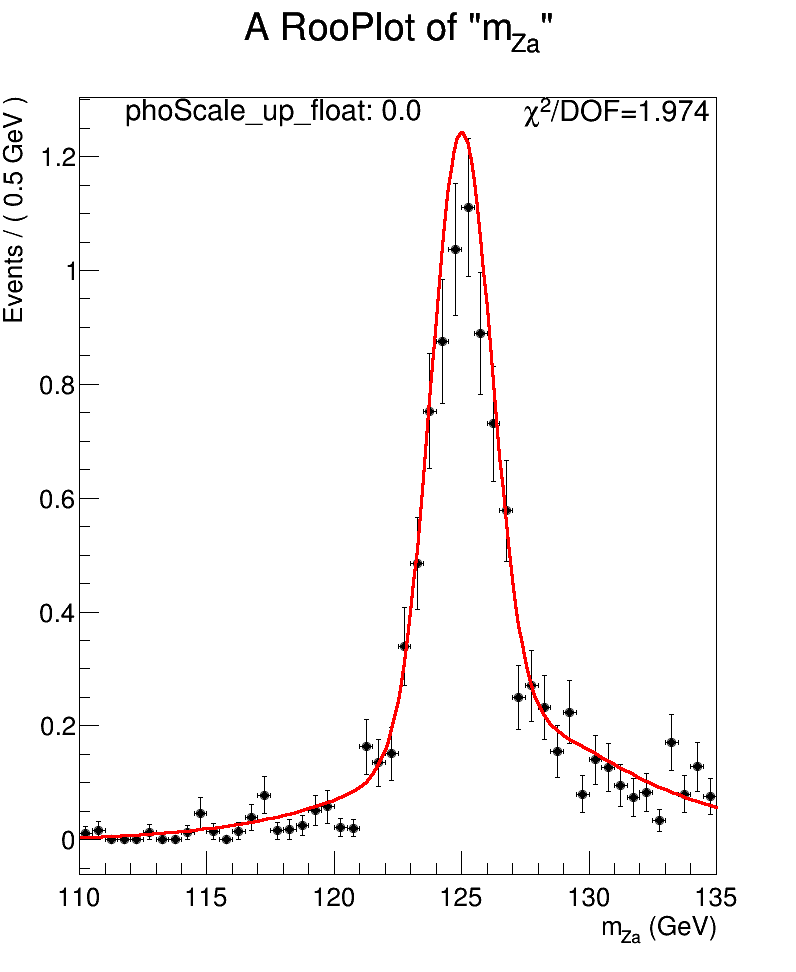 A RooPlot of "m_Za"
phoScale_up_float: 0.0 χ²/DOF=1.974
Events / ( 0.5 GeV )
1.2
1
0.8
0.6
0.4
0.2
0
110 115 120 125 130 135
m_Za (GeV)